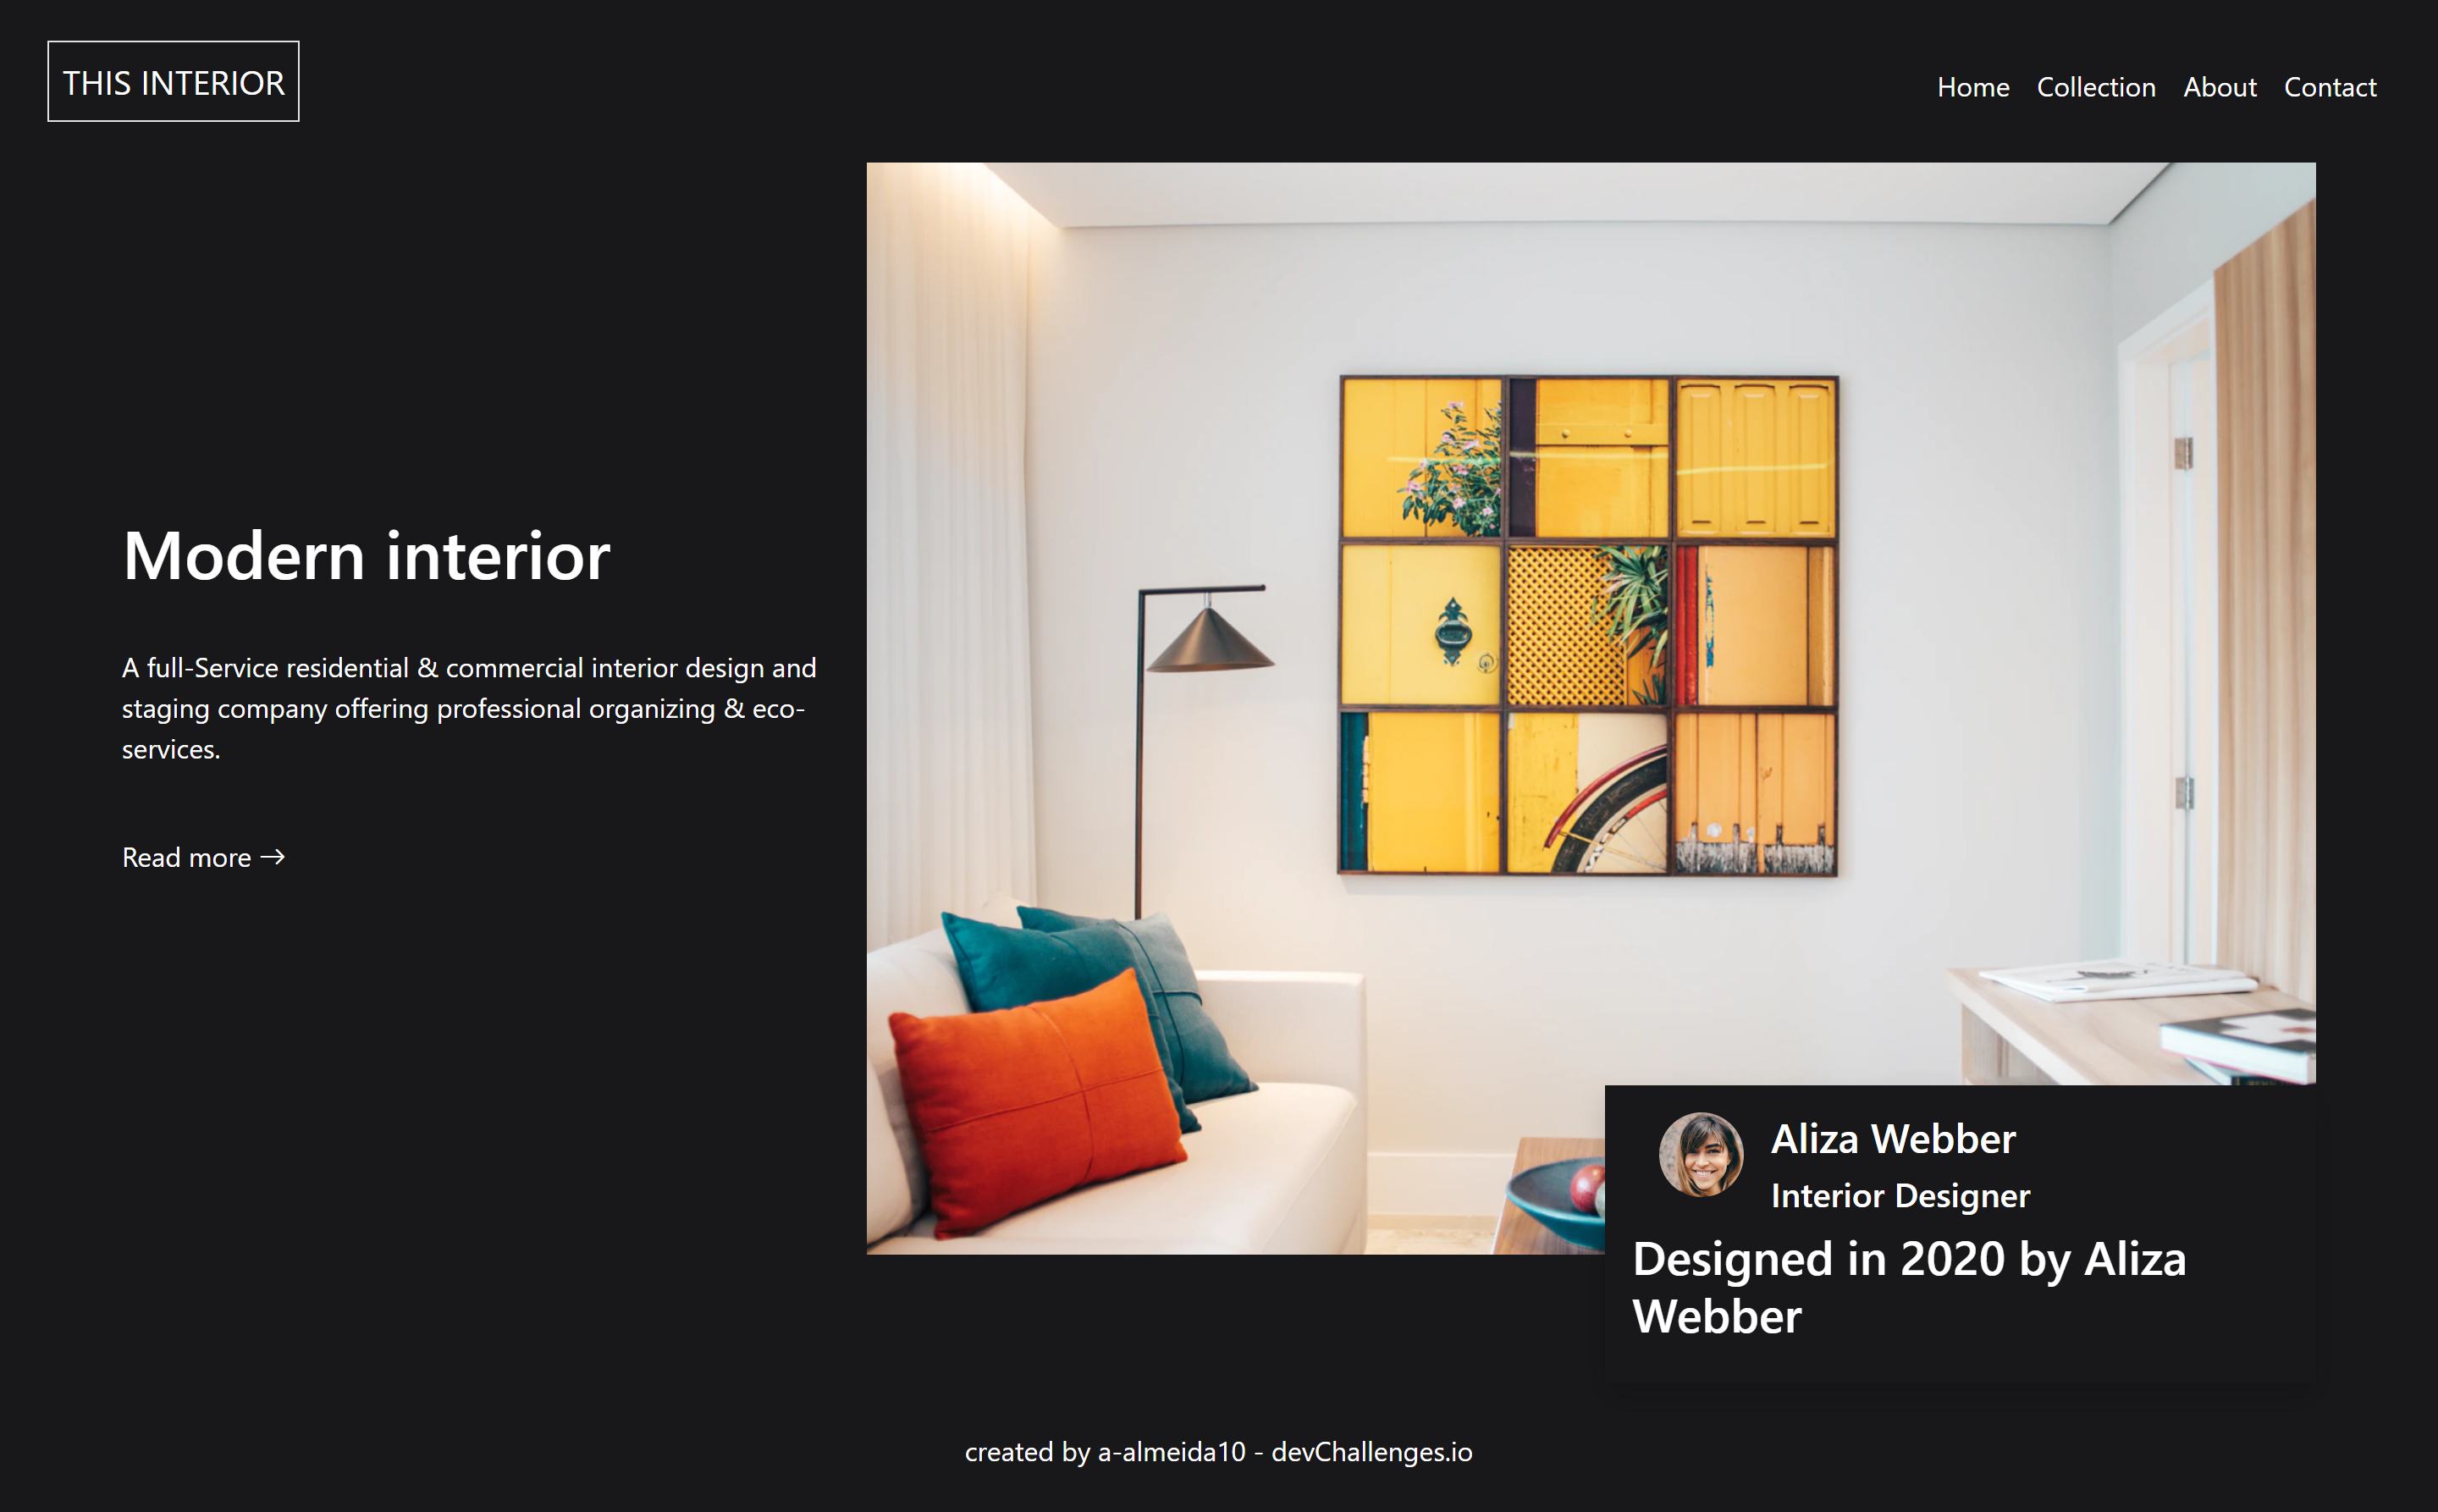 THIS INTERIOR
Home Collection About Contact
Modern interior
A full-Service residential & commercial interior design and
staging company offering professional organizing & eco-
services.
Read more →
Aliza Webber
Interior Designer
Designed in 2020 by Aliza
Webber
created by a-almeida10 - devChallenges.io